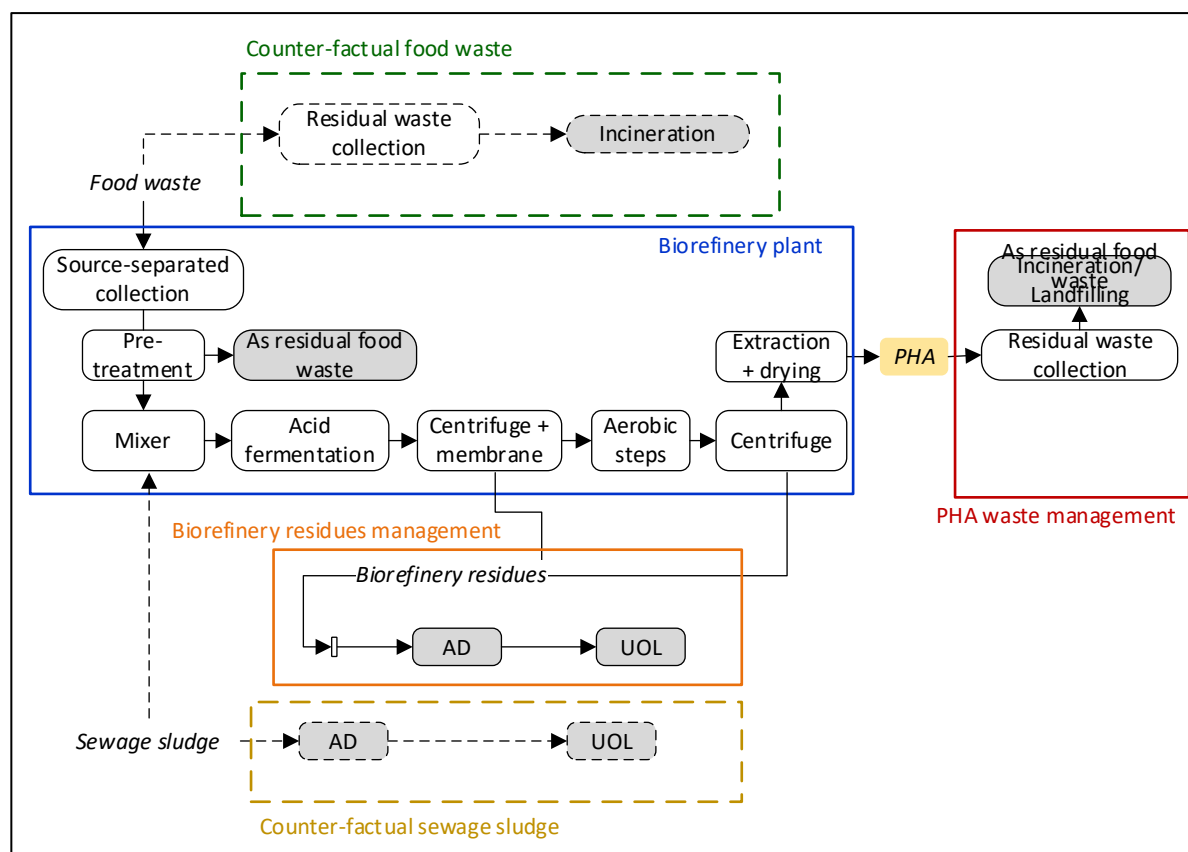 Counter-factual food waste
Residual waste
collection
Incineration
Food waste
Biorefinery plant
Source-separated
collection
Pre-
treatment
As residual food
waste
Extraction
+ drying
PHA
As residual food
waste
Incineration/
Landfilling
Residual waste
collection
Mixer
Acid
fermentation
Centrifuge +
membrane
Aerobic
steps
Centrifuge
PHA waste management
Biorefinery residues management
Biorefinery residues
AD
UOL
Sewage sludge
AD
UOL
Counter-factual sewage sludge